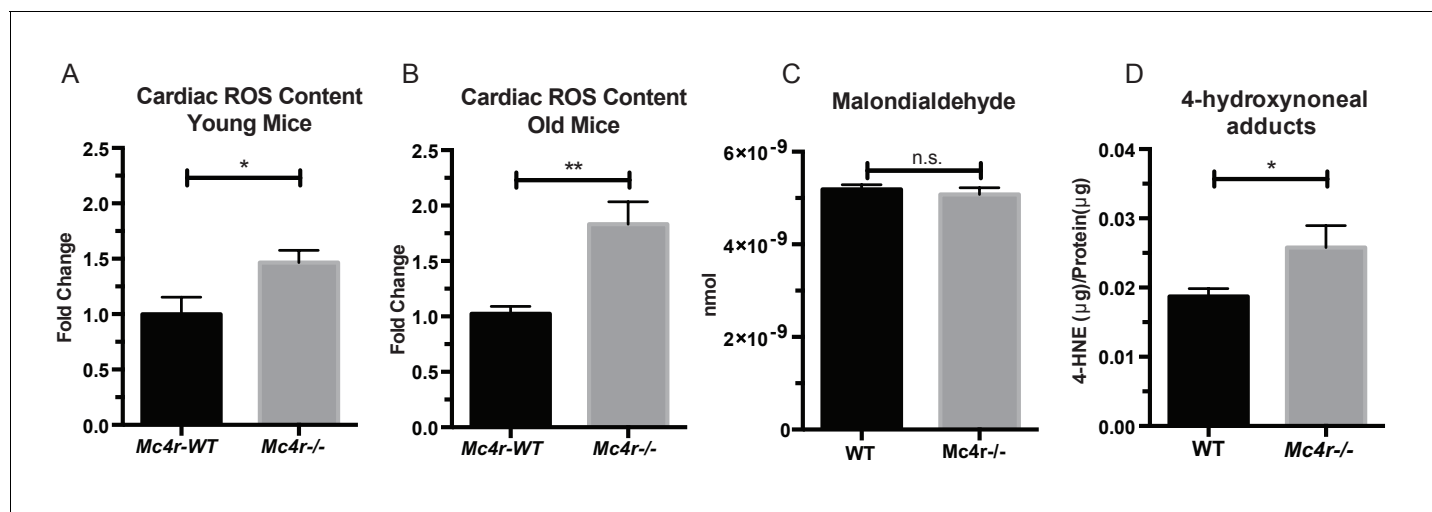 A
Cardiac ROS Content
Young Mice
Fold Change
2.5
2.0
1.5
1.0
0.5
0.0
*
Mc4r-WT
Mc4r-/-
B
Cardiac ROS Content
Old Mice
Fold Change
2.5
2.0
1.5
1.0
0.5
0.0
**
Mc4r-WT
Mc4r-/-
C
Malondialdehyde
nmol
6×10-9
4×10-9
2×10-9
0
n.s.
WT
Mc4r-/-
D
4-hydroxynoneal
adducts
4-HNE (µg)/Protein(µg)
0.04
0.03
0.02
0.01
0.00
*
WT
Mc4r-/-